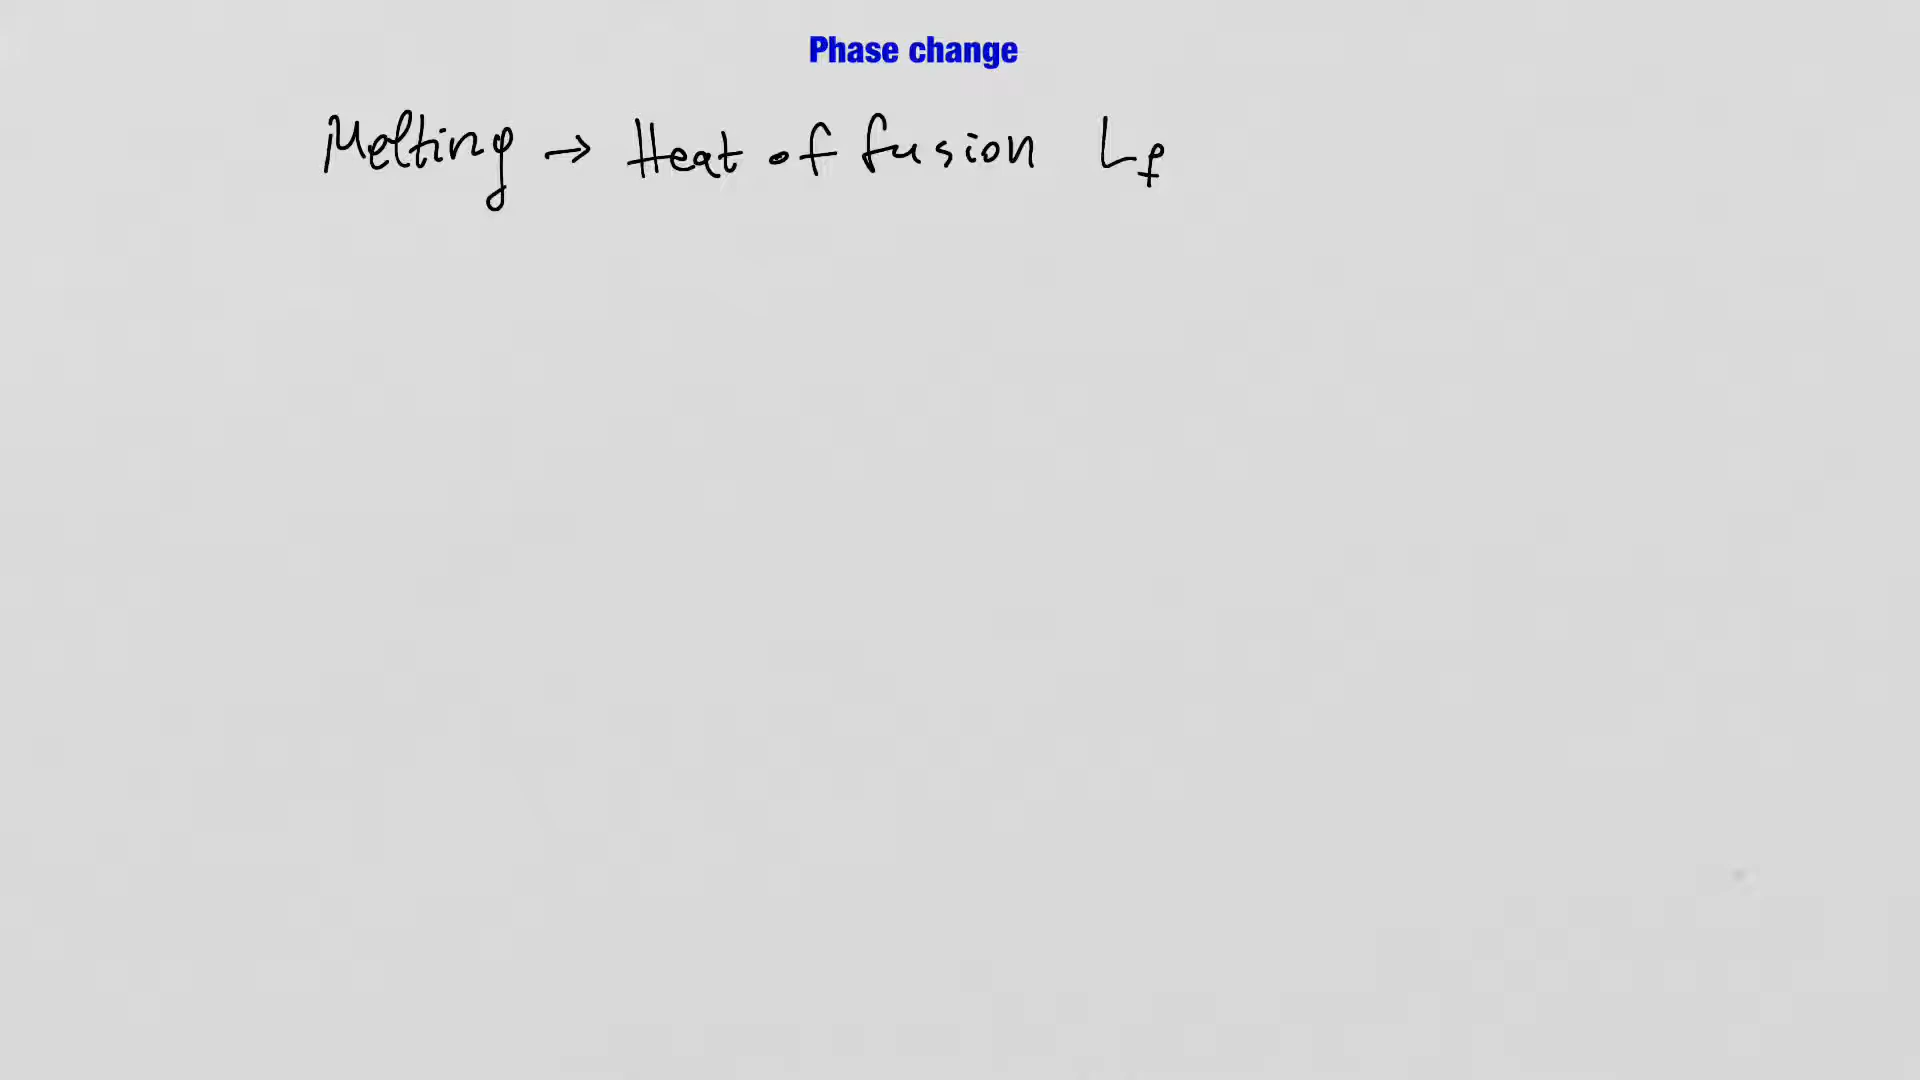 Phase change
Melting → Heat of fusion L_f